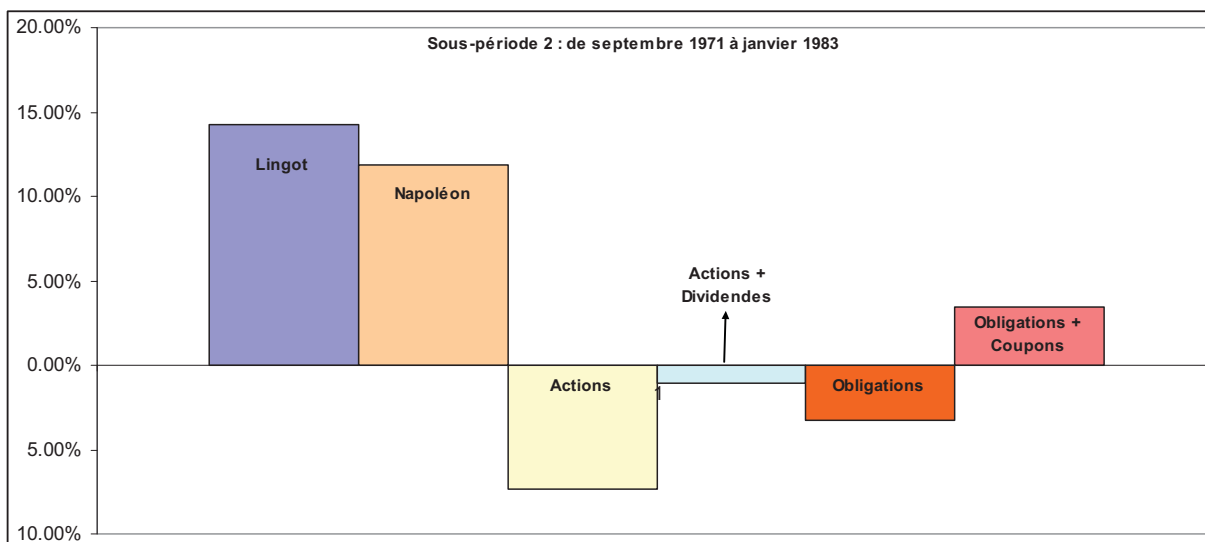 20.00%
Sous-période 2 : de septembre 1971 à janvier 1983
15.00%
Lingot
Napoléon
10.00%
5.00%
Actions +
Dividendes
Obligations +
Coupons
0.00%
Actions
Obligations
5.00%
10.00%